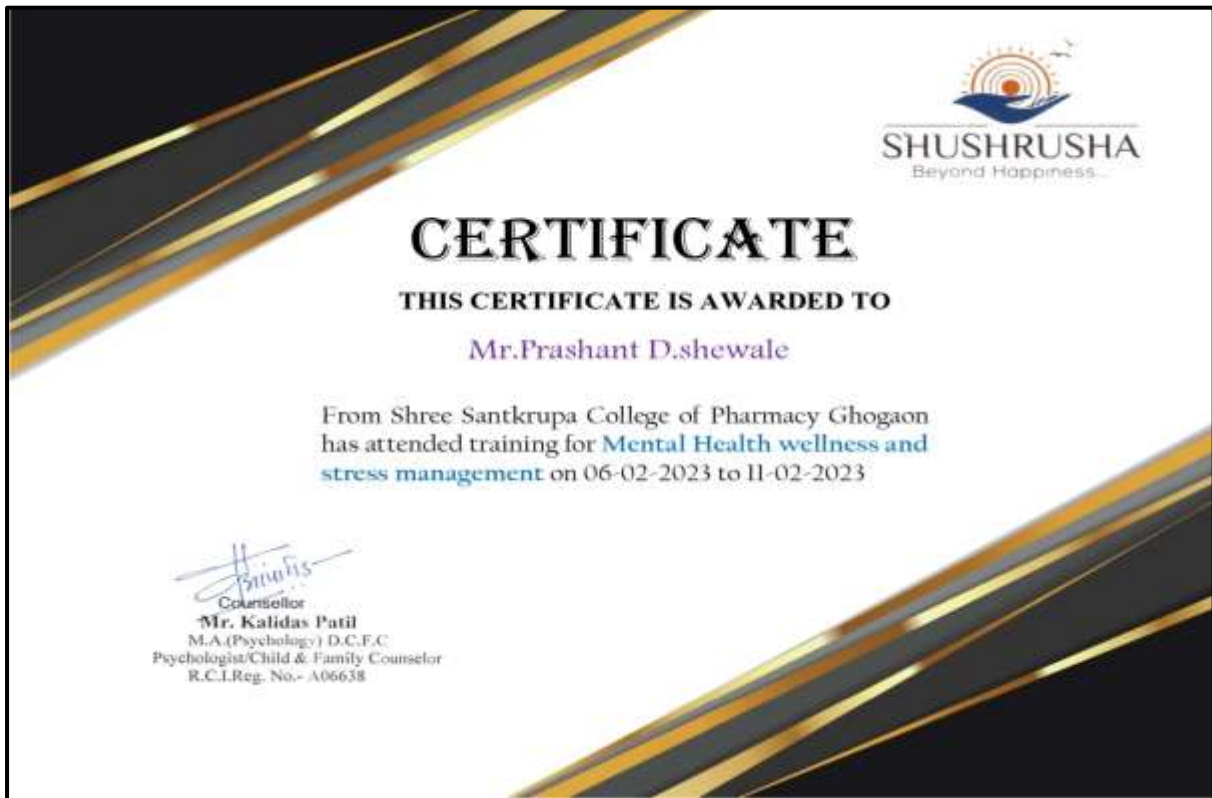 SHUSHRUSHA
Beyond Happiness...
CERTIFICATE
THIS CERTIFICATE IS AWARDED TO
Mr.Prashant D.shewale
From Shree Santkrupa College of Pharmacy Ghogaon
has attended training for Mental Health wellness and
stress management on 06-02-2023 to 11-02-2023
Counsellor
Mr. Kalidas Patil
M.A.(Psychology) D.C.F.C
Psychologist/Child & Family Counselor
R.C.I.Reg. No.- A06638